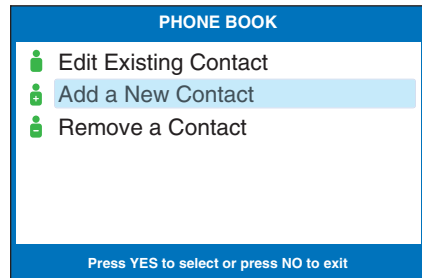 PHONE BOOK
Edit Existing Contact
Add a New Contact
Remove a Contact
Press YES to select or press NO to exit